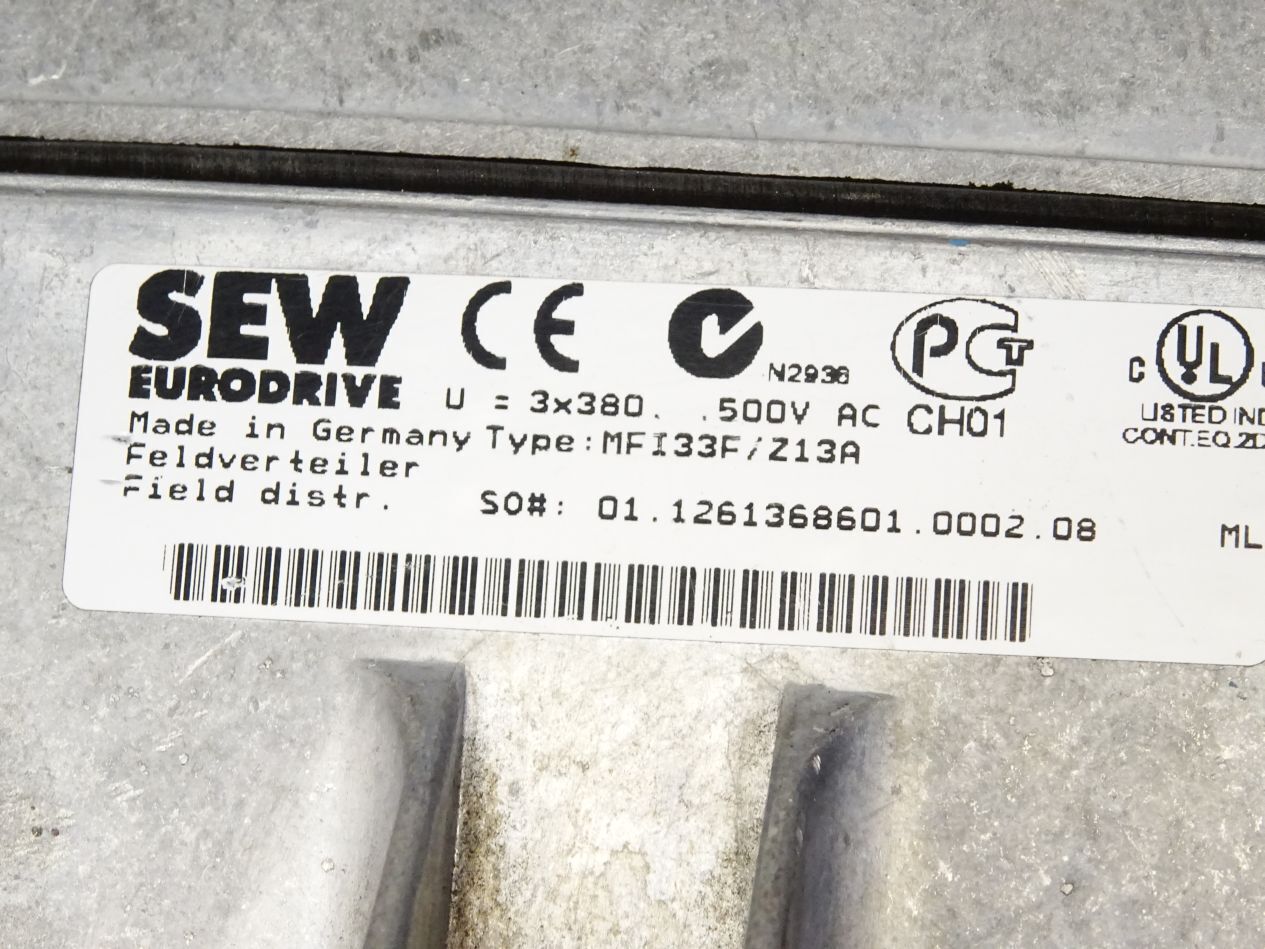 SEW
EURODRIVE
CE
N2936
PCT
C UL
U = 3x380. .500V AC
CH01
LISTED IND
CONT.EQ.
Made in Germany
Type:MFI33F/Z13A
Feldverteiler
Field distr.
SO#: 01.1261368601.0002.08
ML